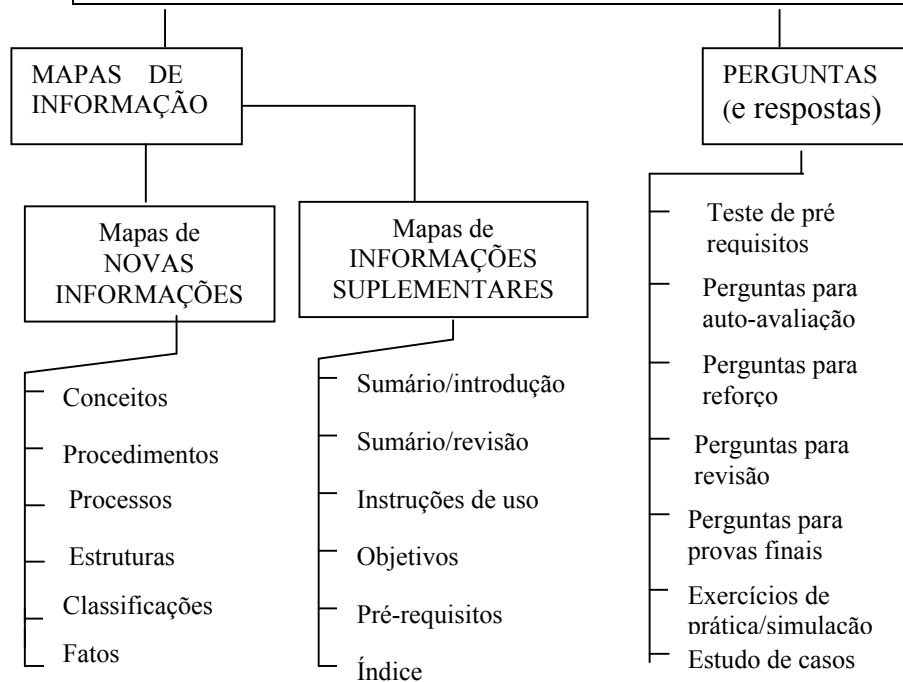 MAPAS DE
INFORMAÇÃO
PERGUNTAS
(e respostas)
Mapas de
NOVAS
INFORMAÇÕES
Mapas de
INFORMAÇÕES
SUPLEMENTARES
Conceitos
Procedimentos
Processos
Estruturas
Classificações
Fatos
Sumário/introdução
Sumário/revisão
Instruções de uso
Objetivos
Pré-requisitos
Índice
Teste de pré
requisitos
Perguntas para
auto-avaliação
Perguntas para
reforço
Perguntas para
revisão
Perguntas para
provas finais
Exercícios de
prática/simulação
Estudo de casos